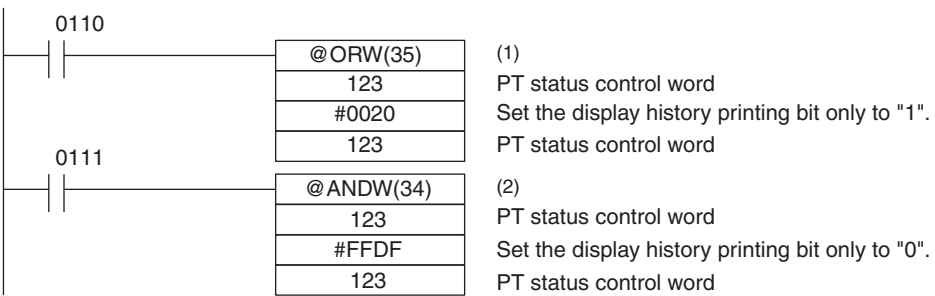 0110
@ORW(35) (1)
123 PT status control word
#0020 Set the display history printing bit only to "1".
123 PT status control word
0111
@ANDW(34) (2)
123 PT status control word
#FFDF Set the display history printing bit only to "0".
123 PT status control word